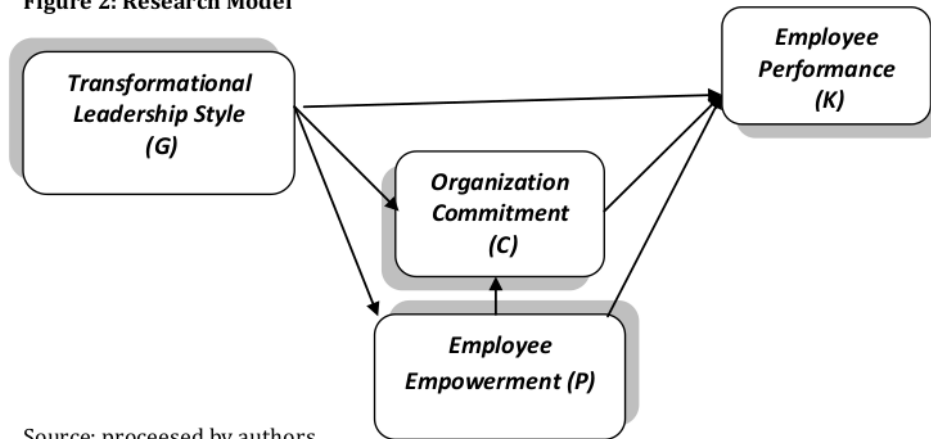 Figure 2: Research Model
Employee
Performance
(K)
Transformational
Leadership Style
(G)
Organization
Commitment
(C)
Employee
Empowerment (P)
Source: proceesed by authors